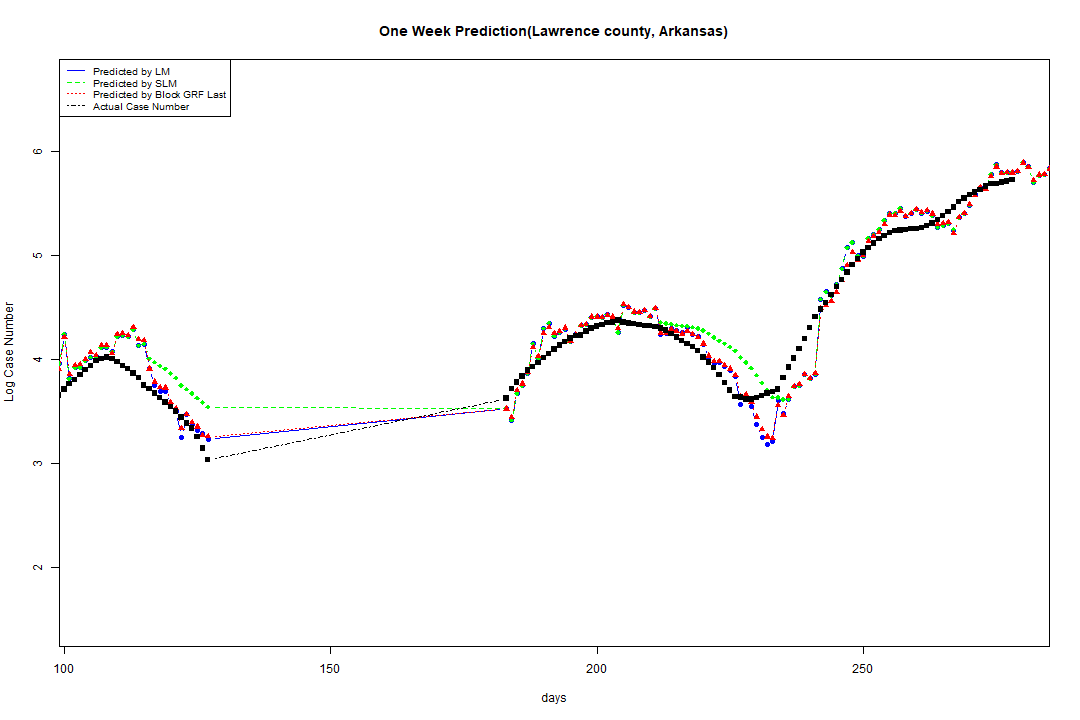 One Week Prediction(Lawrence county, Arkansas)
Predicted by LM
Predicted by SLM
Predicted by Block GRF Last
Actual Case Number
6
5
4
3
2
Log Case Number
100 150 200 250
days